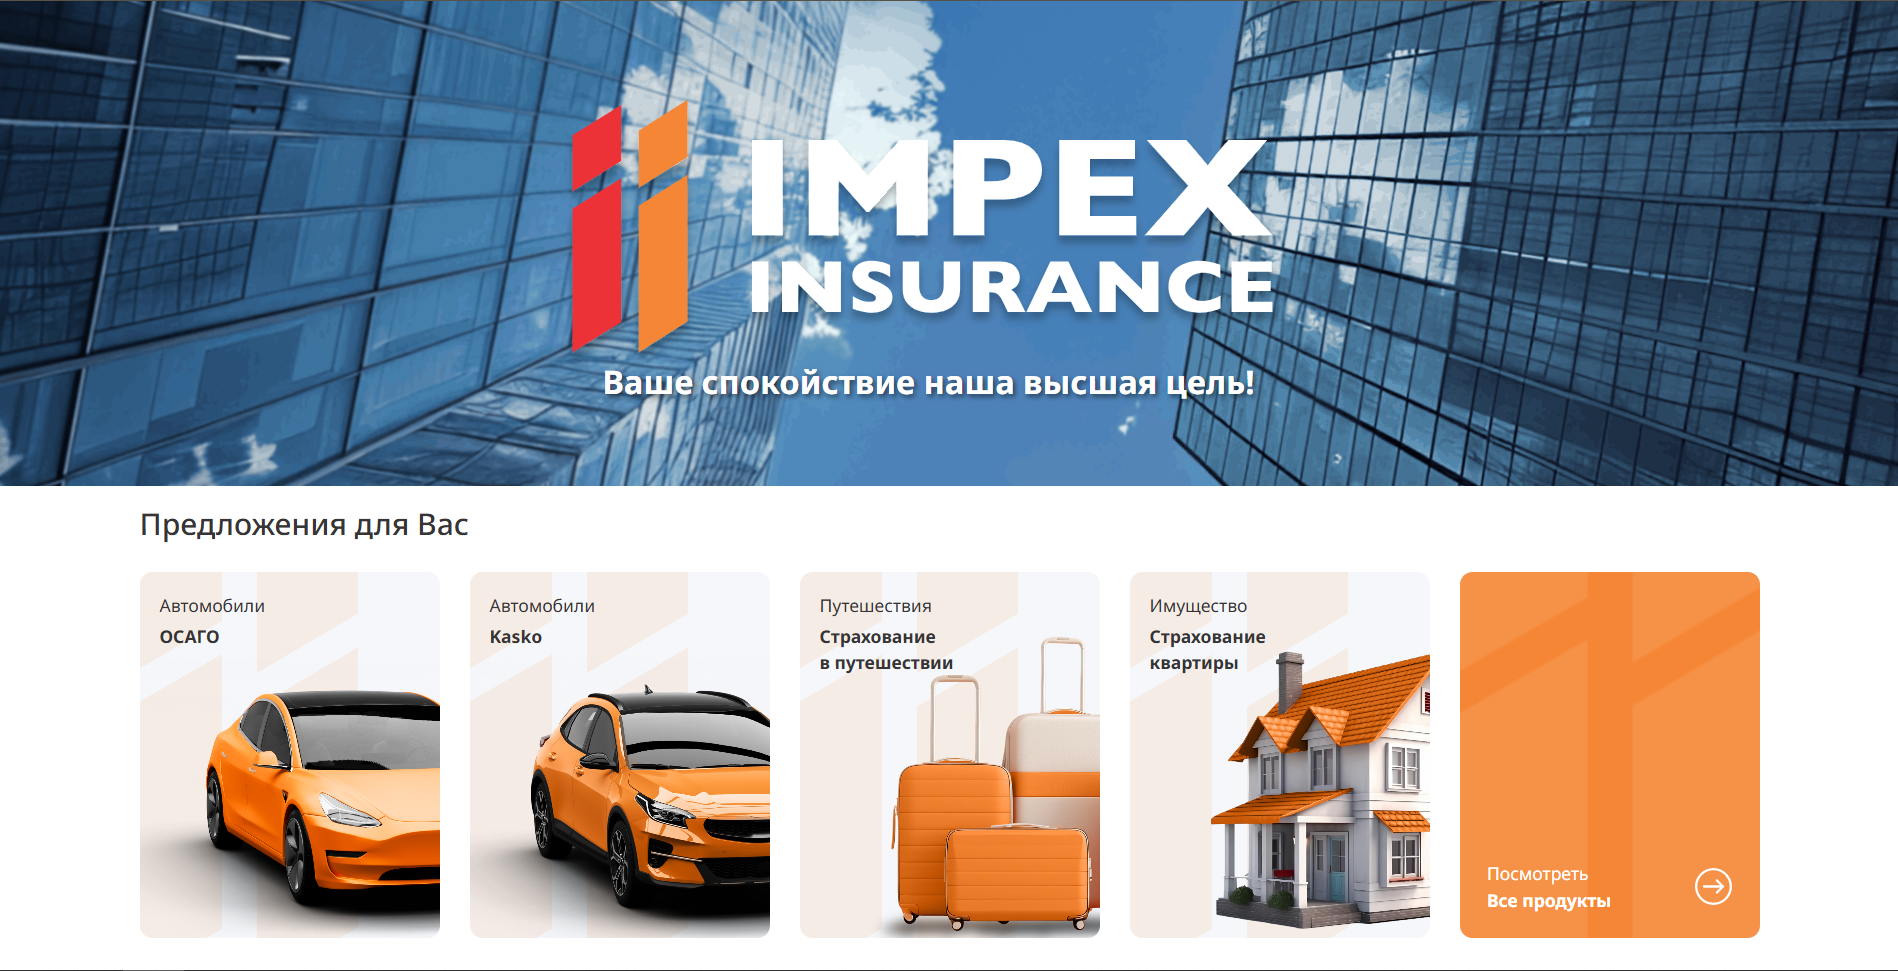 IMPEX
INSURANCE
Ваше спокойствие наша высшая цель!
Предложения для Вас
Автомобили
ОСАГО
Автомобили
Kasko
Путешествия
Страхование
в путешествии
Имущество
Страхование
квартиры
Посмотреть
Все продукты